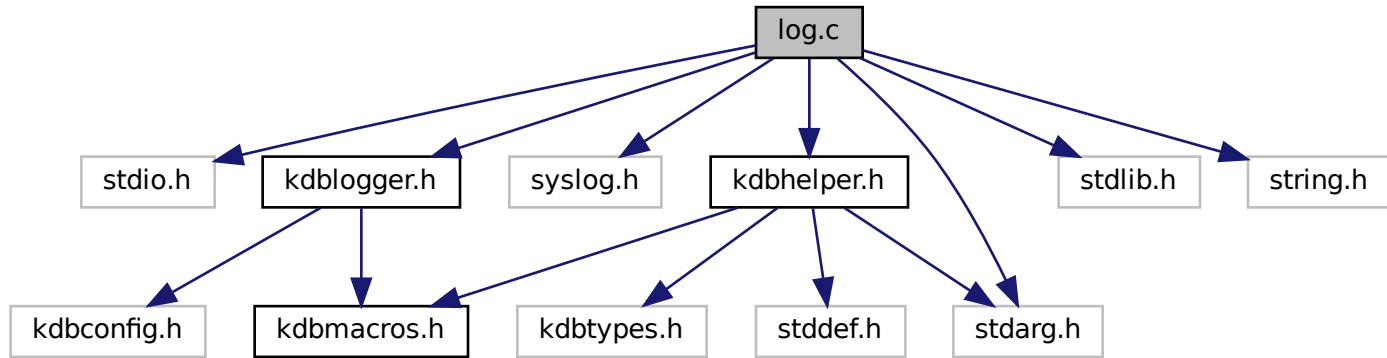 log.c
stdio.h
kdblogger.h
syslog.h
kdbhelper.h
stdlib.h
string.h
kdbconfig.h
kdbmacros.h
kdbtypes.h
stddef.h
stdarg.h